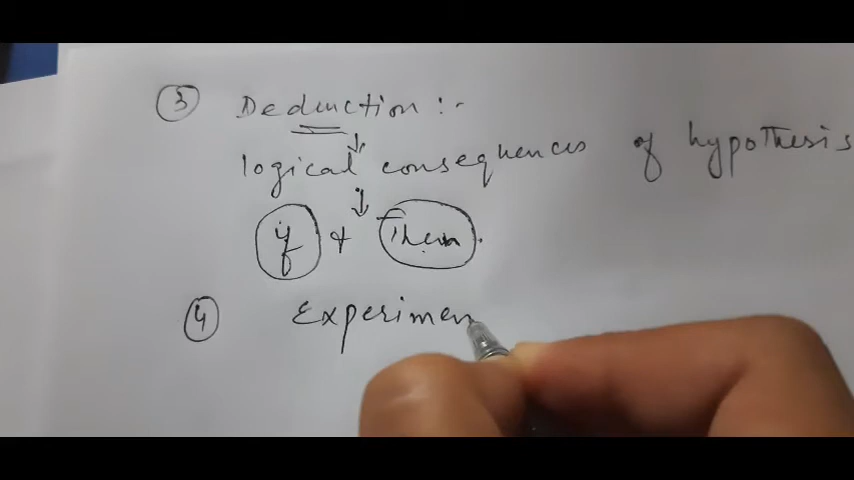 ③ Deduction :-
↓
logical consequences of hypothesis
↓
if + Then.
④ Experimen